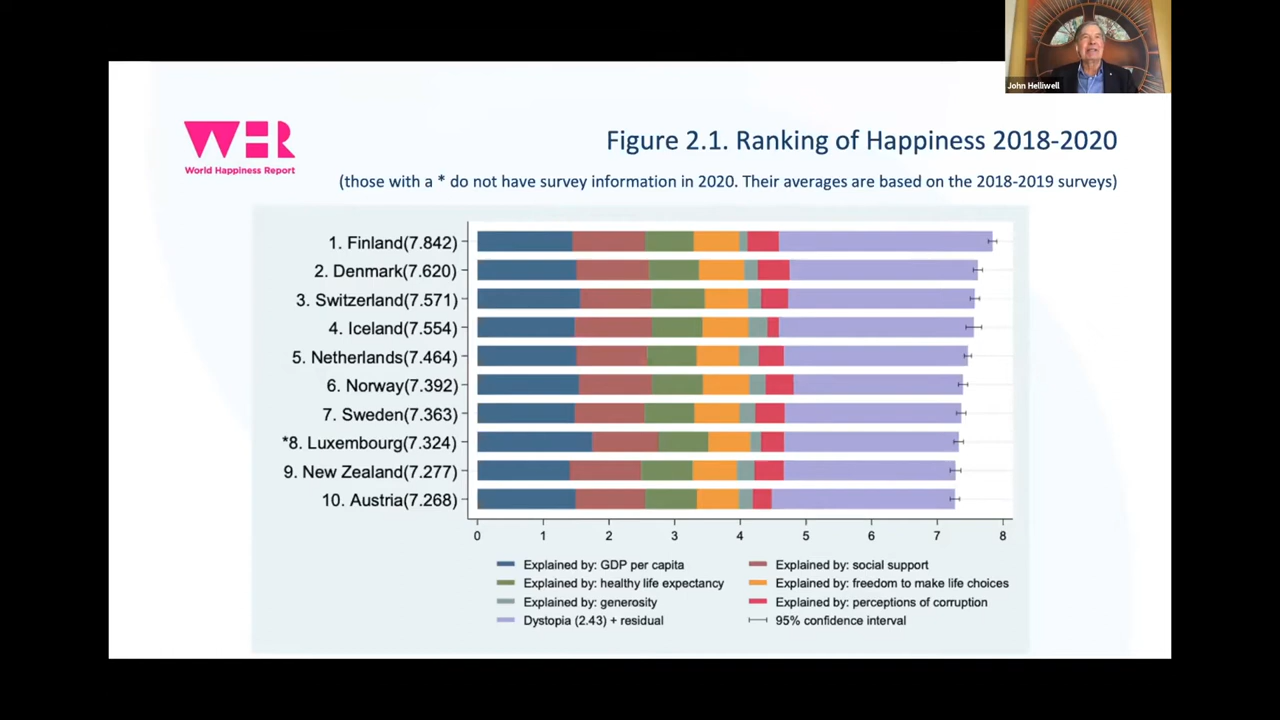 John Helliwell
WHR
World Happiness Report
Figure 2.1. Ranking of Happiness 2018-2020
(those with a * do not have survey information in 2020. Their averages are based on the 2018-2019 surveys)
1. Finland(7.842)
2. Denmark(7.620)
3. Switzerland(7.571)
4. Iceland(7.554)
5. Netherlands(7.464)
6. Norway(7.392)
7. Sweden(7.363)
*8. Luxembourg(7.324)
9. New Zealand(7.277)
10. Austria(7.268)
0 1 2 3 4 5 6 7 8
Explained by: GDP per capita
Explained by: social support
Explained by: healthy life expectancy
Explained by: freedom to make life choices
Explained by: generosity
Explained by: perceptions of corruption
Dystopia (2.43) + residual
95% confidence interval